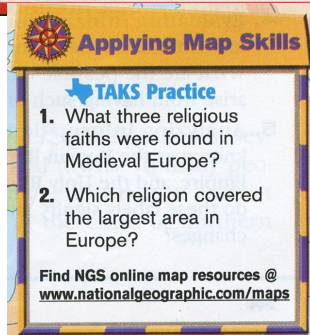 Applying Map Skills
TAKS Practice
1. What three religious
faiths were found in
Medieval Europe?
2. Which religion covered
the largest area in
Europe?
Find NGS online map resources @
www.nationalgeographic.com/maps